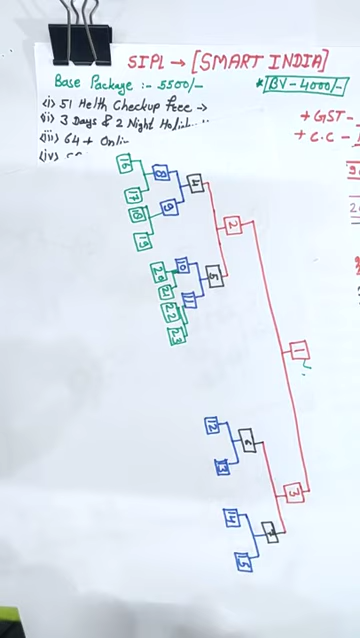 SIPL → [SMART INDIA]
Base Package :- 5500/-
*BV-4000/-
(i) 51 Helth Checkup free →
(ii) 3 Days & 2 Night
(iii) 64 + Onli
(iv)
+ GST -
+ C.C -
16
8
4
17
18
9
19
2
20
10
5
21
11
22
23
1
12
6
13
3
14
7
15